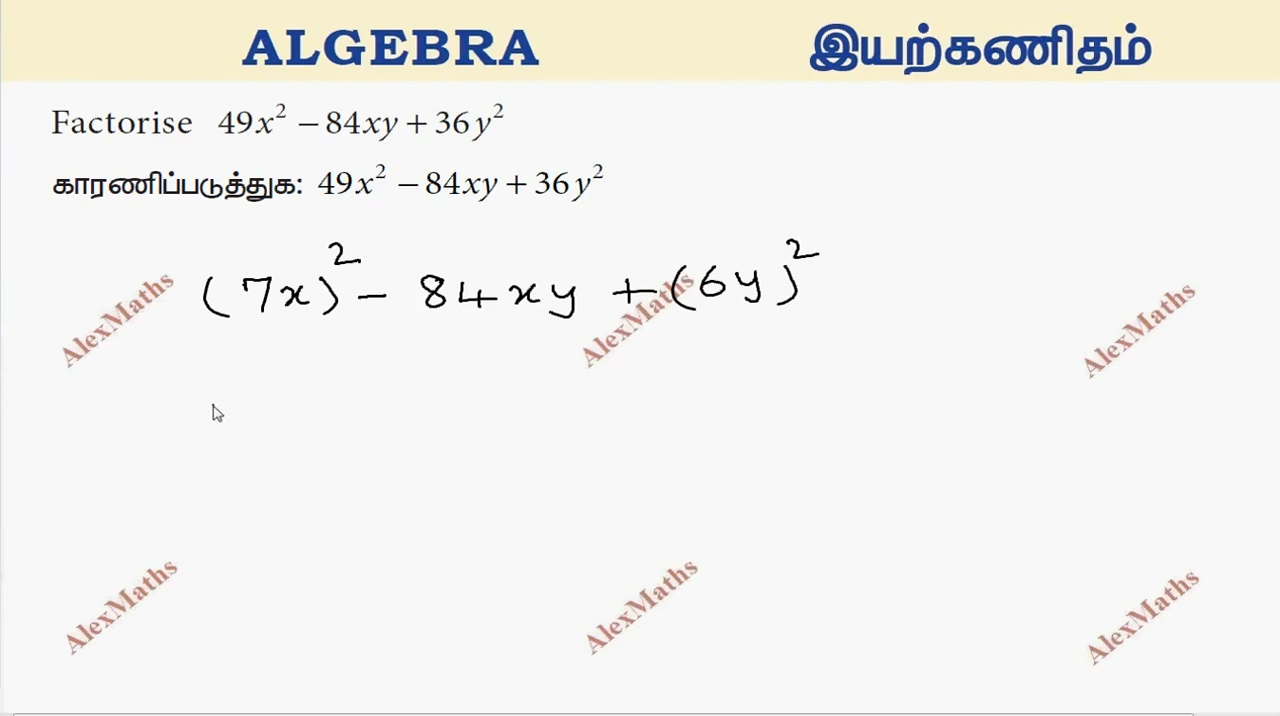 ALGEBRA இயற்கணிதம்
Factorise 49x² – 84xy + 36y²
காரணிப்படுத்துக: 49x² – 84xy + 36y²
(7x)² – 84xy + (6y)²
AlexMaths AlexMaths AlexMaths
AlexMaths AlexMaths AlexMaths